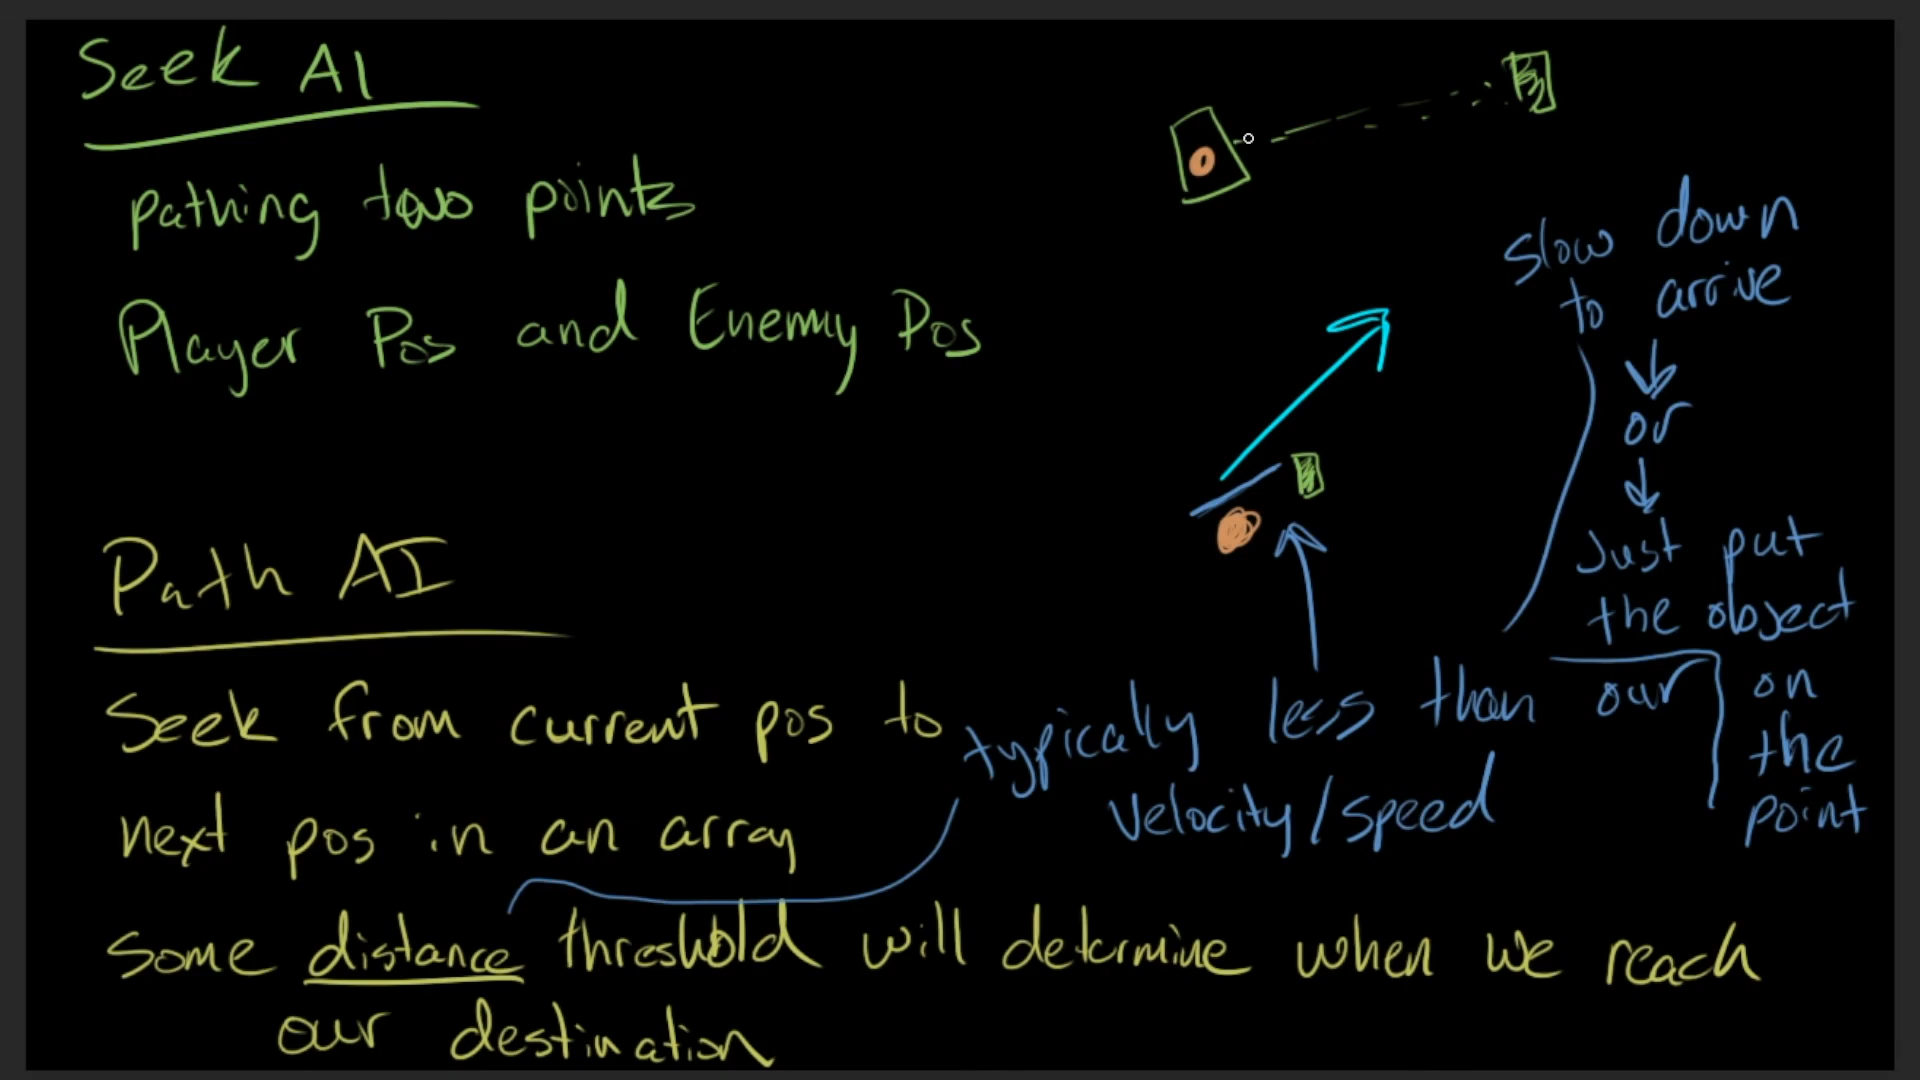 Seek AI
pathing two points
Player Pos and Enemy Pos
Path AI
Seek from current pos to
next pos in an array
Some distance threshold will determine when we reach
our destination
typically less than our
Velocity/speed
slow down
to arrive
or
Just put
the object
on
the
point